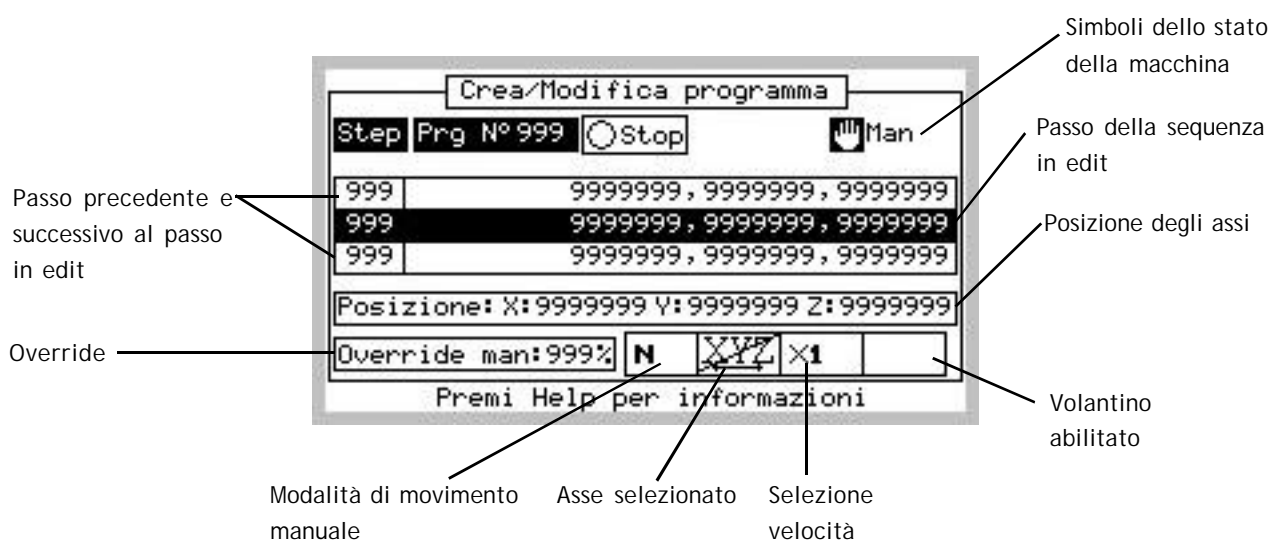 Simboli dello stato
della macchina
Crea/Modifica programma
Step Prg Nº 999 Stop Man
Passo della sequenza
in edit
Passo precedente e
successivo al passo
in edit
999 9999999,9999999,9999999
999 9999999,9999999,9999999
999 9999999,9999999,9999999
Posizione degli assi
Posizione: X:9999999 Y:9999999 Z:9999999
Override
Override man:999% N XYZ ×1
Premi Help per informazioni
Volantino
abilitato
Modalità di movimento
manuale
Asse selezionato
Selezione
velocità